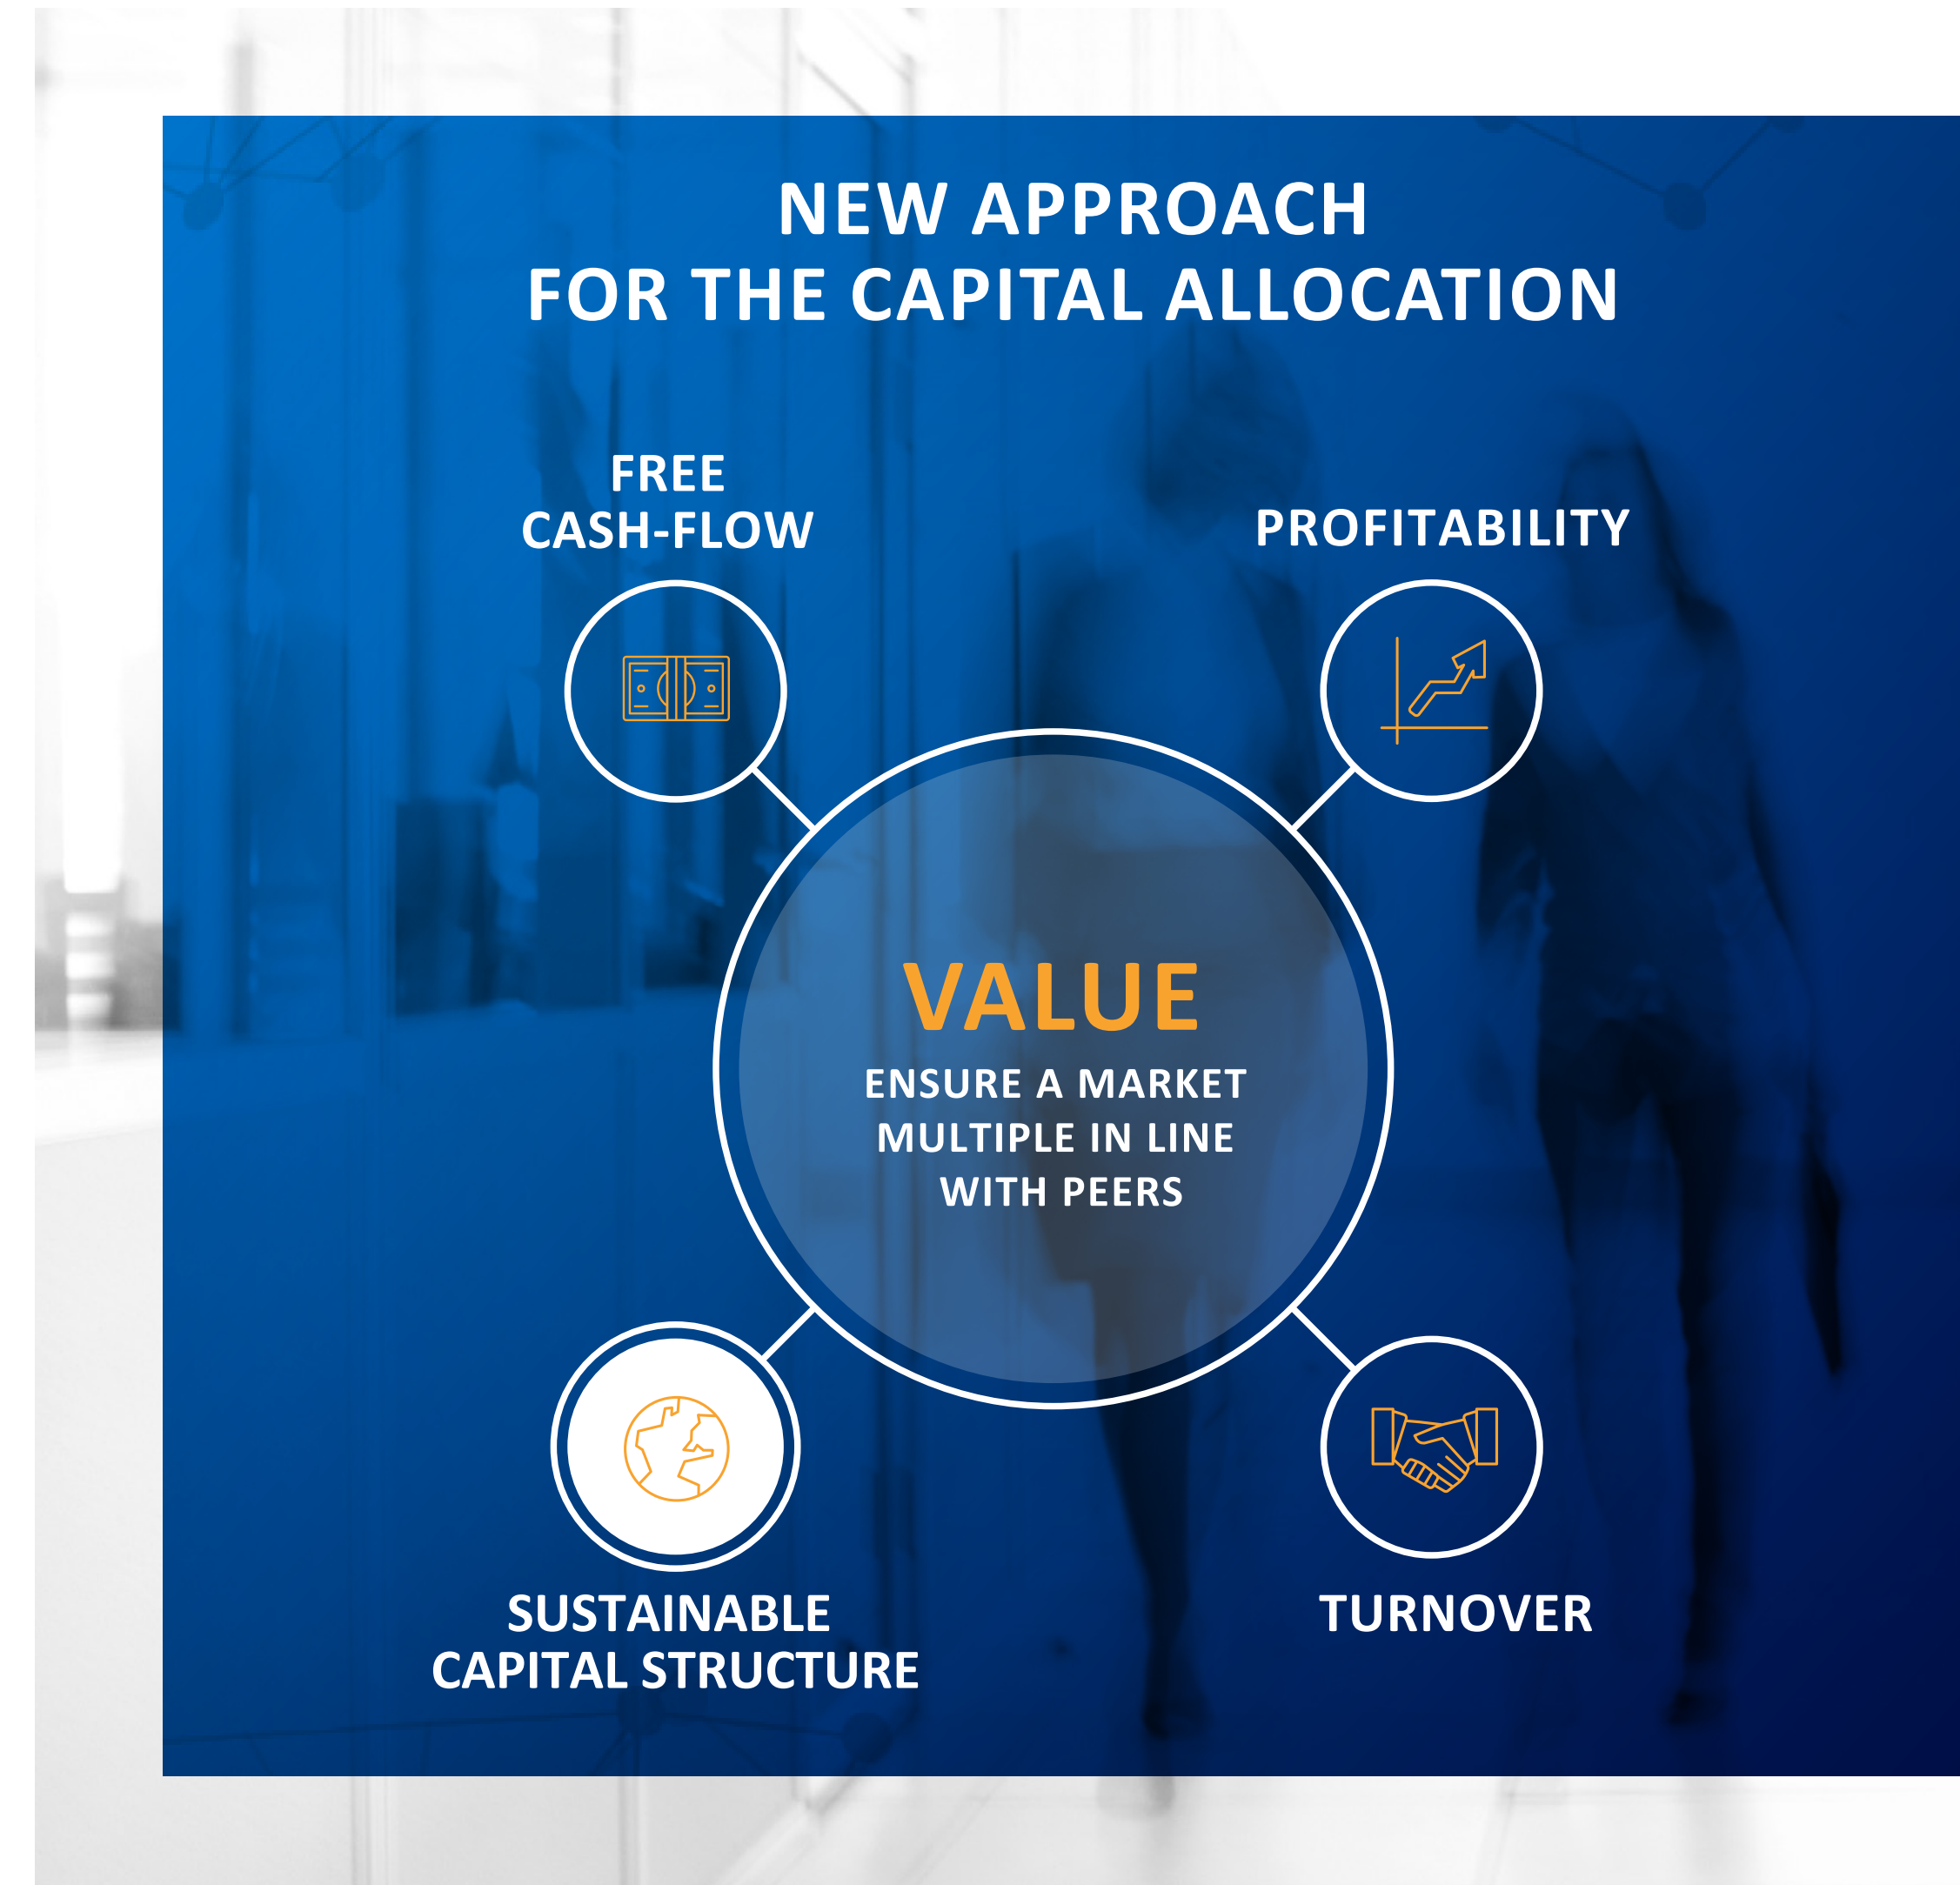 NEW APPROACH
FOR THE CAPITAL ALLOCATION
FREE
CASH-FLOW
PROFITABILITY
VALUE
ENSURE A MARKET
MULTIPLE IN LINE
WITH PEERS
SUSTAINABLE
CAPITAL STRUCTURE
TURNOVER